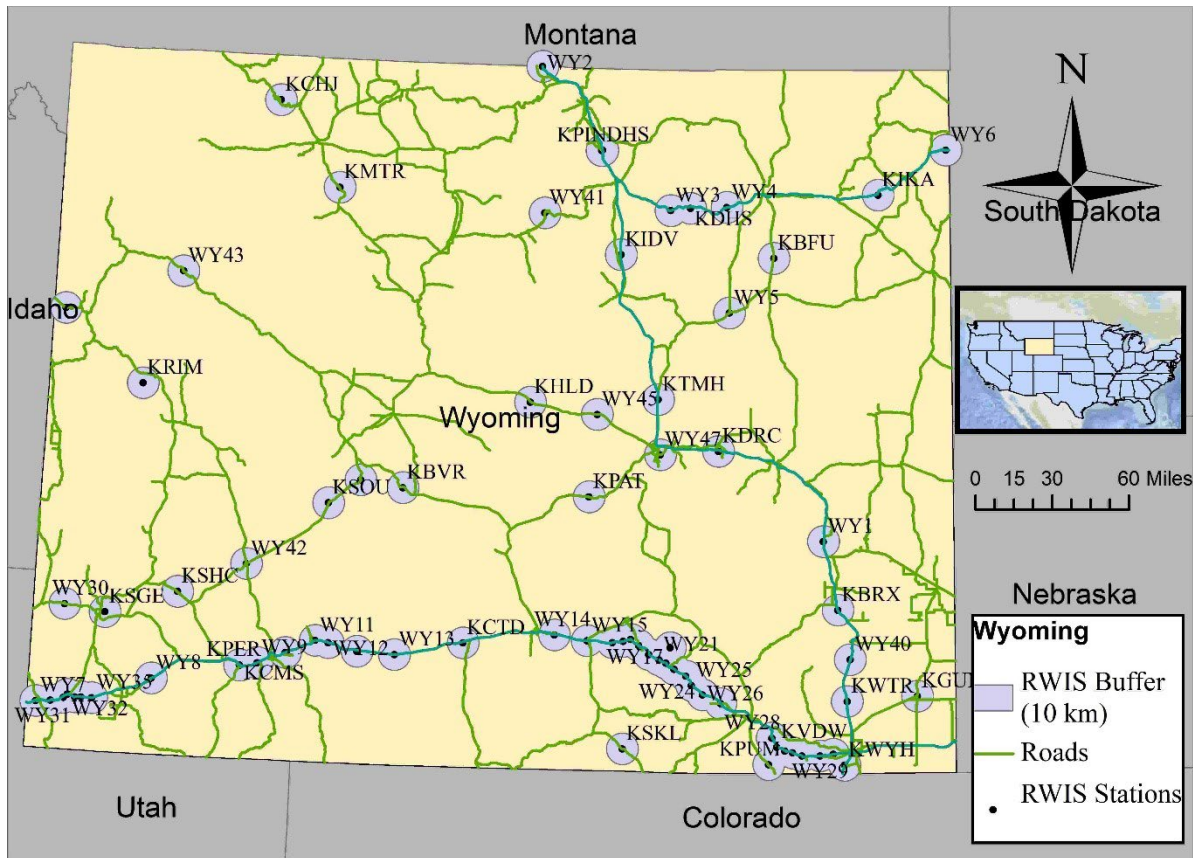 Montana
WY2
KCHJ
N
KPINDHS
WY6
KMTR
KIKA
WY3
WY4
WY41
KDHS
South Dakota
KIDV
KBFU
WY43
WY5
Idaho
KRIM
KTMH
KHLD
WY45
Wyoming
WY47
KDRC
KBVR
KSOU
KPAT
0 15 30 60 Miles
WY1
WY42
KSHC
WY30
KSGE
KBRX
Nebraska
WY11
WY14
WY15
KCTD
WY13
WY21
WY40
KPER
WY9
WY12
WY17
KCMS
WY8
WY25
WY35
WY7
WY24
WY26
KWTR
WY31
WY32
WY28
KVDW
KSKL
KPUM
KWYH
WY29
Utah
Colorado
Wyoming
RWIS Buffer
(10 km)
Roads
RWIS Stations